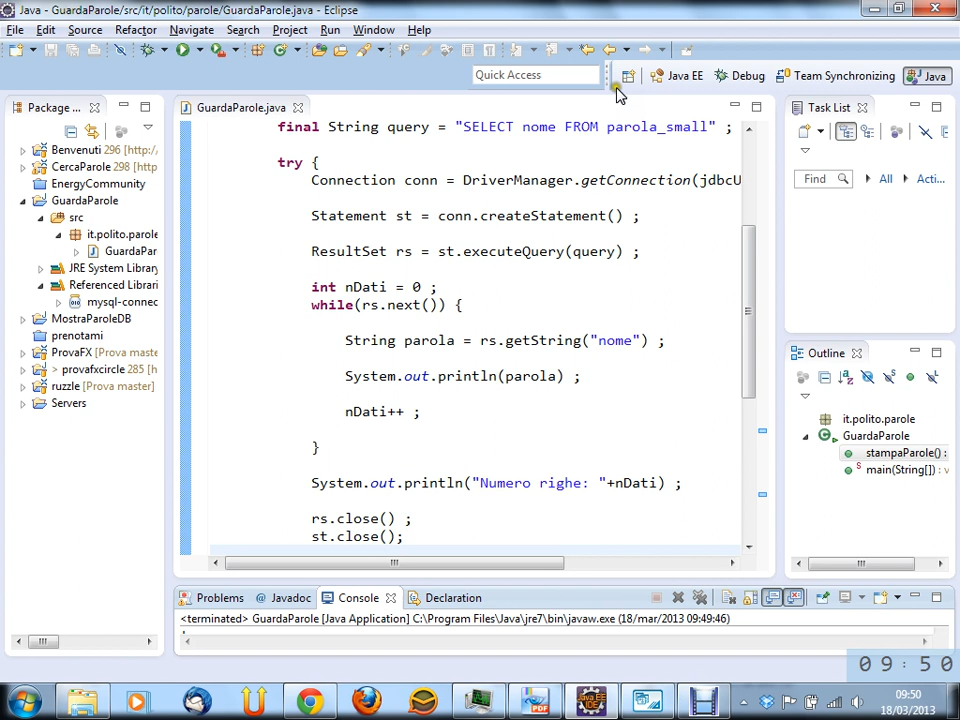 Java - GuardaParole/src/it/polito/parole/GuardaParole.java - Eclipse
File Edit Source Refactor Navigate Search Project Run Window Help
Quick Access
Java EE
Debug
Team Synchronizing
Java
Package ...
GuardaParole.java
Task List
Benvenuti 296 [http:/
CercaParole 298 [http
EnergyCommunity
GuardaParole
src
it.polito.parole
GuardaPar
JRE System Library
Referenced Librari
mysql-connec
MostraParoleDB
prenotami
ProvaFX [Prova maste
> provafxcircle 285 [h
ruzzle [Prova master]
Servers
final String query = "SELECT nome FROM parola_small" ;
try {
Connection conn = DriverManager.getConnection(jdbcU
Statement st = conn.createStatement() ;
ResultSet rs = st.executeQuery(query) ;
int nDati = 0 ;
while(rs.next()) {
String parola = rs.getString("nome") ;
System.out.println(parola) ;
nDati++ ;
}
System.out.println("Numero righe: "+nDati) ;
rs.close() ;
st.close();
Find
All
Acti...
Outline
it.polito.parole
GuardaParole
stampaParole() :
main(String[]) : v
Problems
Javadoc
Console
Declaration
<terminated> GuardaParole [Java Application] C:\Program Files\Java\jre7\bin\javaw.exe (18/mar/2013 09:49:46)
09:50
09:50
18/03/2013